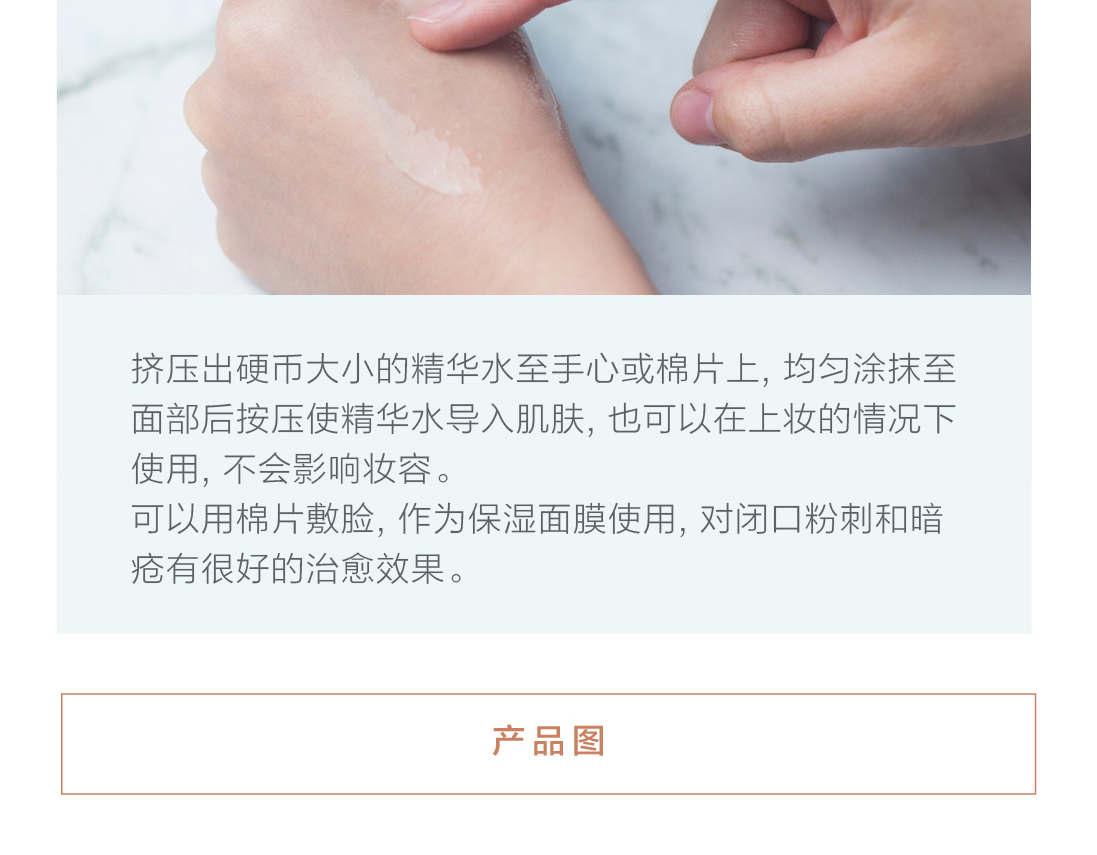 挤压出硬币大小的精华水至手心或棉片上, 均匀涂抹至
面部后按压使精华水导入肌肤, 也可以在上妆的情况下
使用, 不会影响妆容。
可以用棉片敷脸, 作为保湿面膜使用, 对闭口粉刺和暗
疮有很好的治愈效果。
产品图